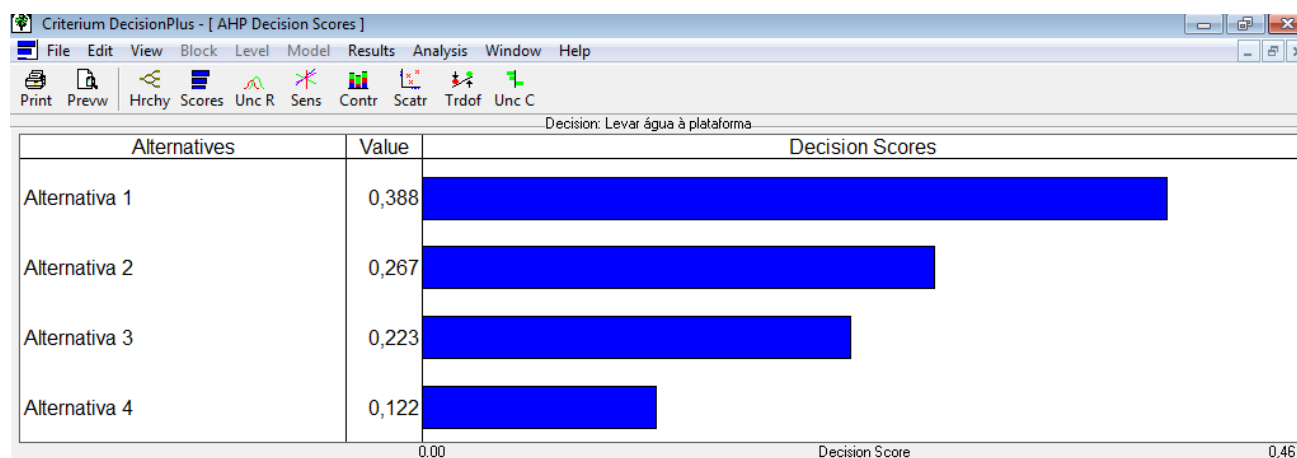 Criterium DecisionPlus - [ AHP Decision Scores ]
File Edit View Block Level Model Results Analysis Window Help
Print Prevw Hrchy Scores Unc R Sens Contr Scatr Trdof Unc C
Decision: Levar água à plataforma
Alternatives Value Decision Scores
Alternativa 1 0,388
Alternativa 2 0,267
Alternativa 3 0,223
Alternativa 4 0,122
0.00 Decision Score 0,46